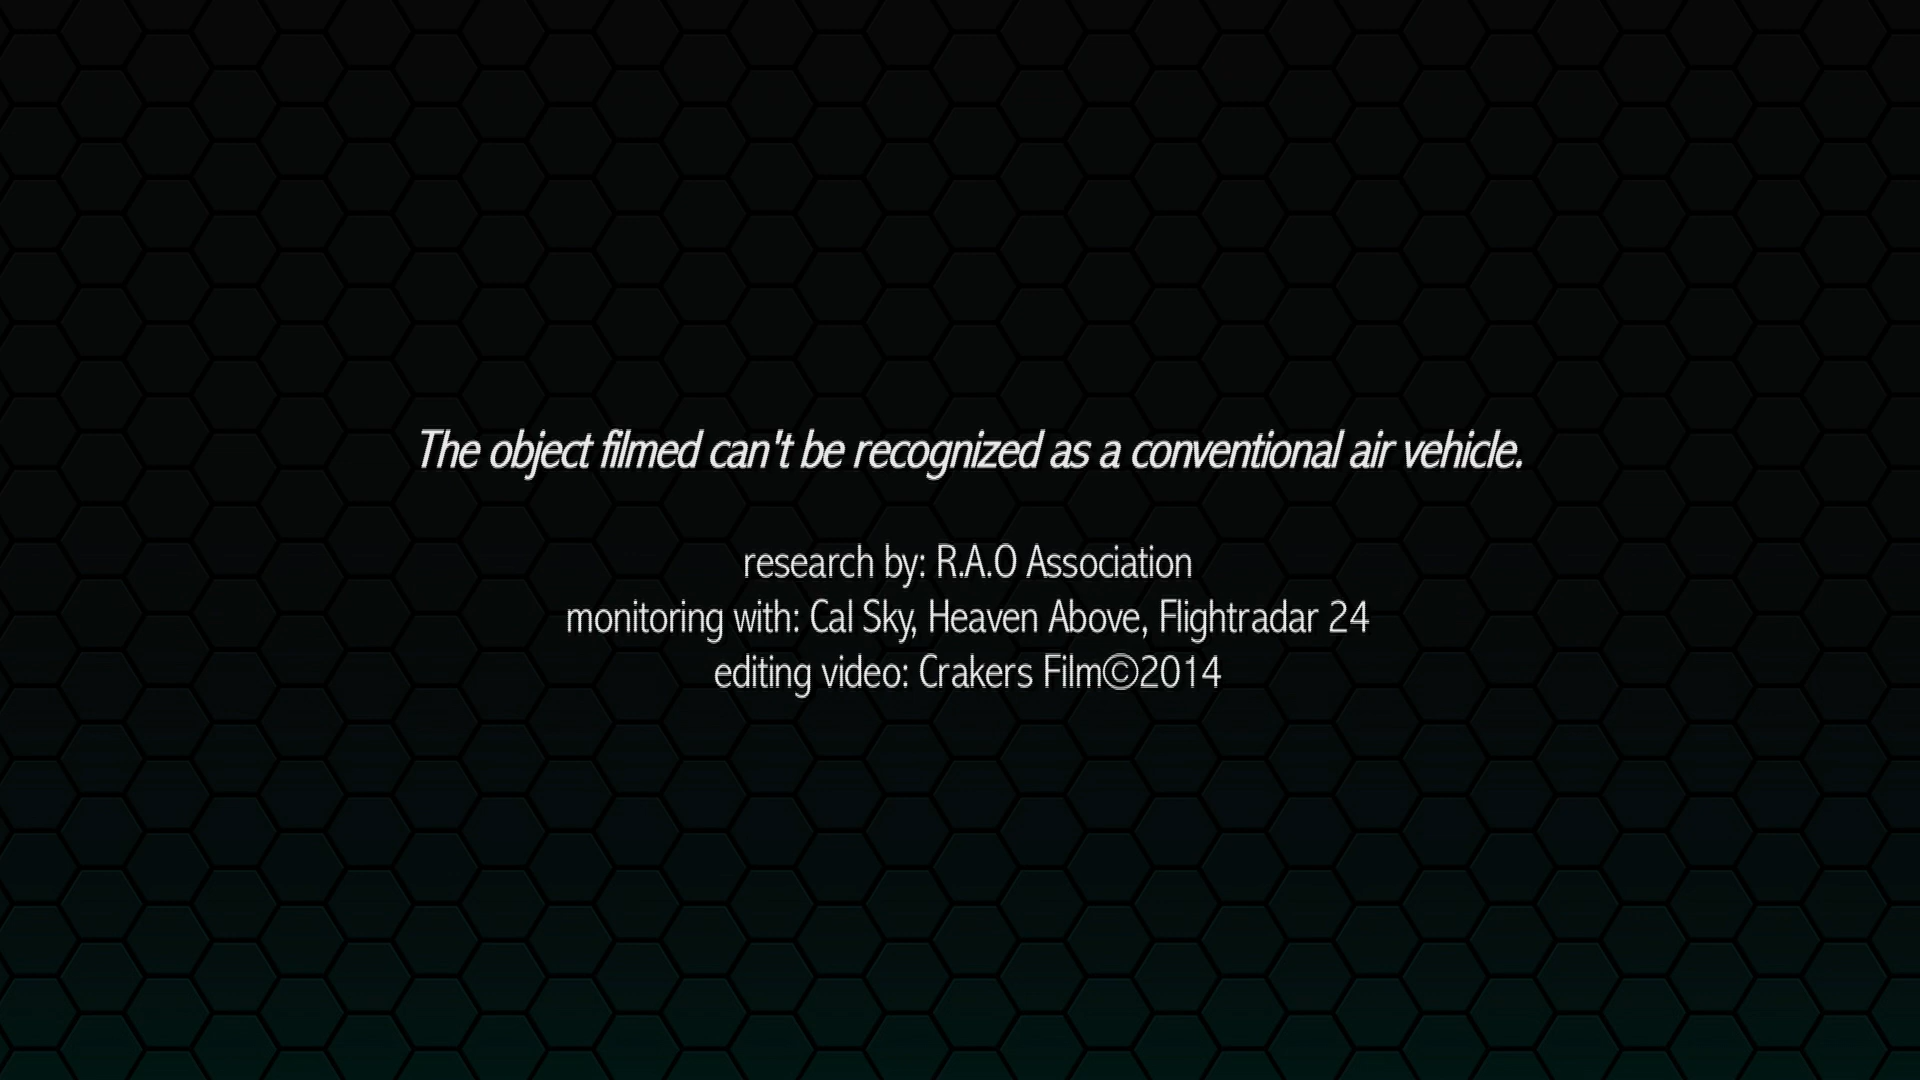 The object filmed can't be recognized as a conventional air vehicle.
research by: R.A.O Association
monitoring with: Cal Sky, Heaven Above, Flightradar 24
editing video: Crakers Film©2014